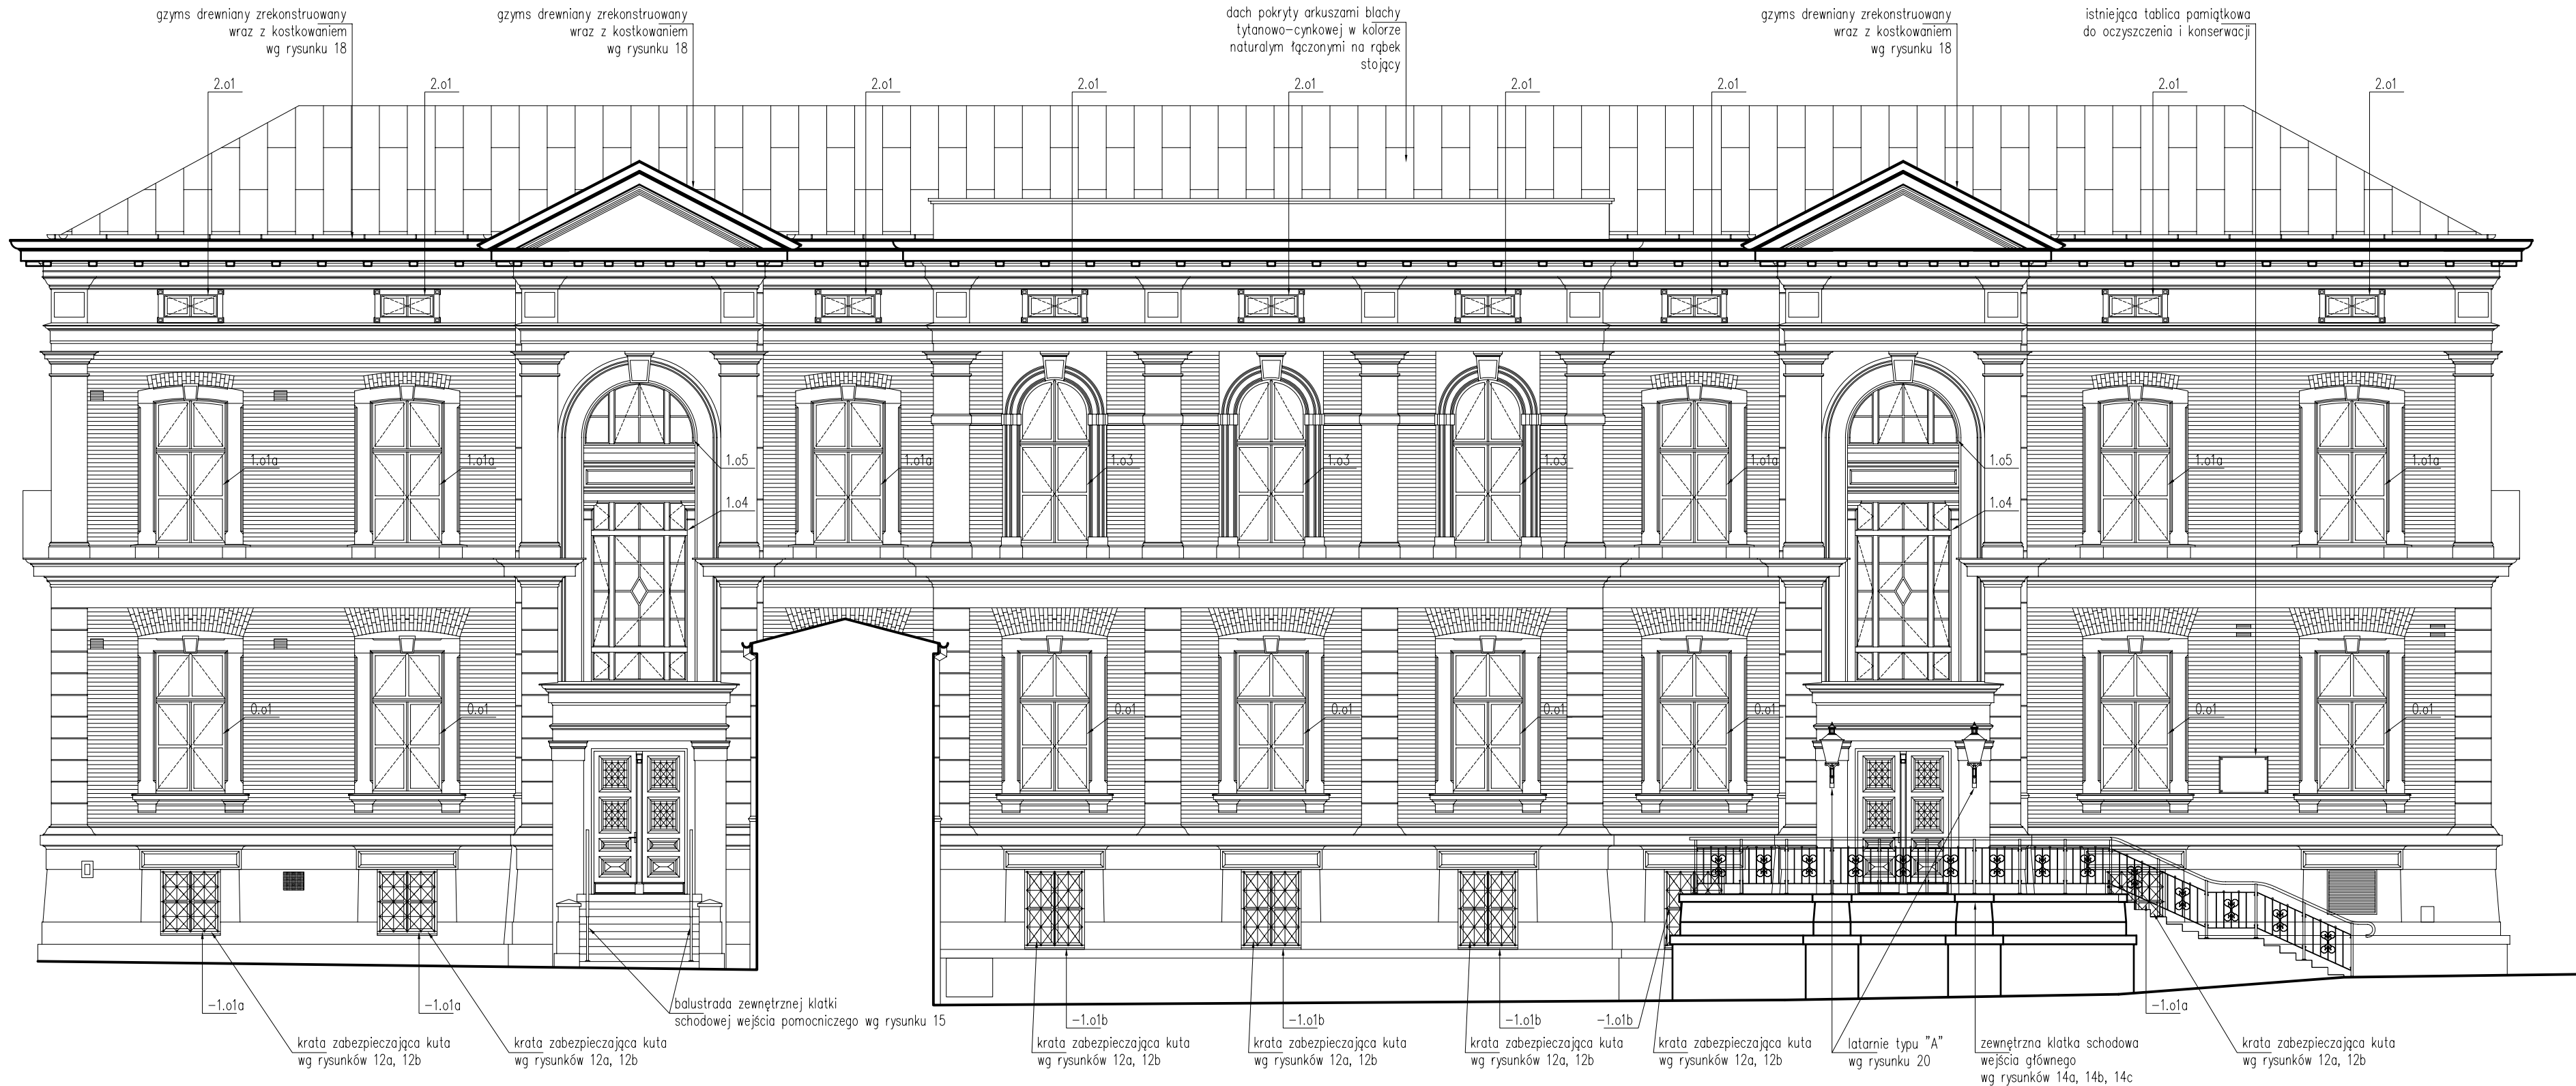 gzyms drewniany zrekonstruowany
wraz z kostkowaniem
wg rysunku 18
gzyms drewniany zrekonstruowany
wraz z kostkowaniem
wg rysunku 18
dach pokryty arkuszami blachy
tytanowo-cynkowej w kolorze
naturalym łączonymi na rąbek
stojący
gzyms drewniany zrekonstruowany
wraz z kostkowaniem
wg rysunku 18
istniejąca tablica pamiątkowa
do oczyszczenia i konserwacji
2.o1
2.o1
2.o1
2.o1
2.o1
2.o1
2.o1
2.o1
2.o1
1.o1a
1.o1a
1.o5
1.o1a
1.o3
1.o3
1.o3
1.o1a
1.o5
1.o1a
1.o1a
1.o4
1.o4
0.o1
0.o1
0.o1
0.o1
0.o1
0.o1
0.o1
0.o1
-1.o1a
-1.o1a
balustrada zewnętrznej klatki
schodowej wejścia pomocniczego wg rysunku 15
-1.o1b
-1.o1b
-1.o1b
-1.o1b
-1.o1a
krata zabezpieczająca kuta
wg rysunków 12a, 12b
krata zabezpieczająca kuta
wg rysunków 12a, 12b
krata zabezpieczająca kuta
wg rysunków 12a, 12b
krata zabezpieczająca kuta
wg rysunków 12a, 12b
krata zabezpieczająca kuta
wg rysunków 12a, 12b
krata zabezpieczająca kuta
wg rysunków 12a, 12b
latarnie typu "A"
wg rysunku 20
zewnętrzna klatka schodowa
wejścia głównego
wg rysunków 14a, 14b, 14c
krata zabezpieczająca kuta
wg rysunków 12a, 12b